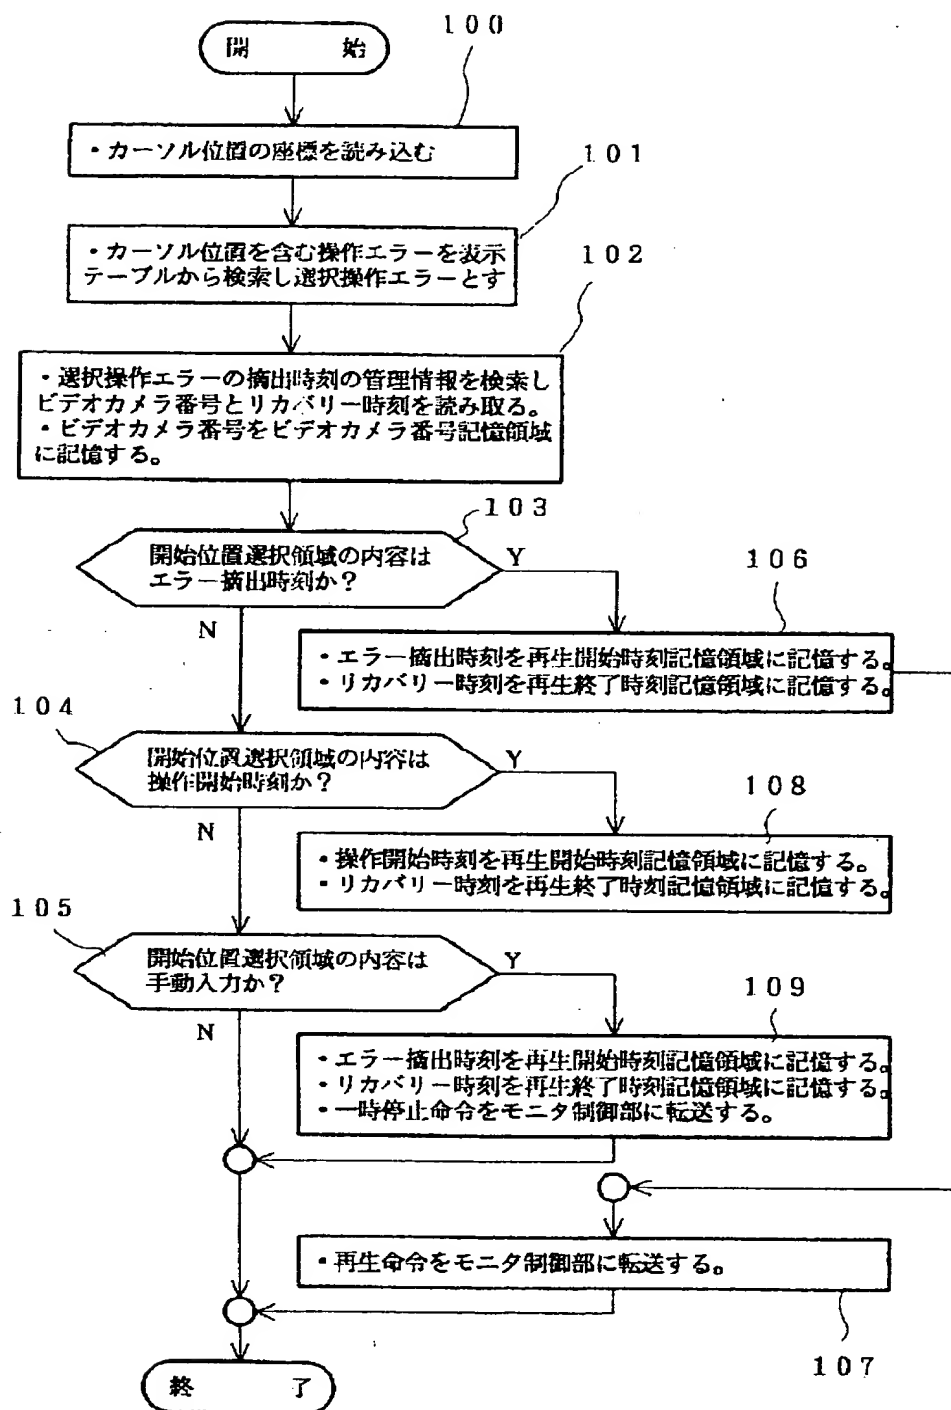 100
開 始
・カーソル位置の座標を読み込む
101
・カーソル位置を含む操作エラーを表示
テーブルから検索し選択操作エラーとす
102
・選択操作エラーの摘出時刻の管理情報を検索し
ビデオカメラ番号とリカバリー時刻を読み取る。
・ビデオカメラ番号をビデオカメラ番号記憶領域
に記憶する。
103
開始位置選択領域の内容は
エラー摘出時刻か?
Y
N
106
・エラー摘出時刻を再生開始時刻記憶領域に記憶する。
・リカバリー時刻を再生終了時刻記憶領域に記憶する。
104
開始位置選択領域の内容は
操作開始時刻か?
Y
N
108
・操作開始時刻を再生開始時刻記憶領域に記憶する。
・リカバリー時刻を再生終了時刻記憶領域に記憶する。
105
開始位置選択領域の内容は
手動入力か?
Y
N
109
・エラー摘出時刻を再生開始時刻記憶領域に記憶する。
・リカバリー時刻を再生終了時刻記憶領域に記憶する。
・一時停止命令をモニタ制御部に転送する。
・再生命令をモニタ制御部に転送する。
107
終 了